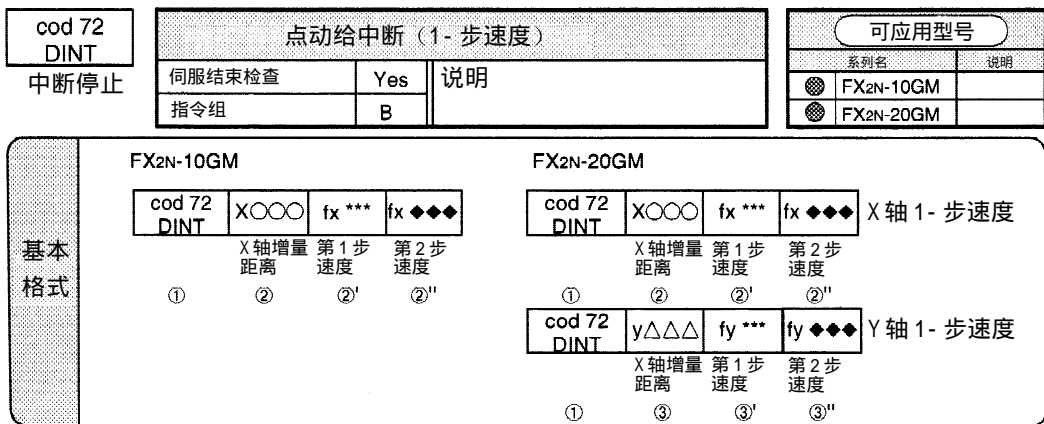 cod 72
DINT
中断停止
点动给中断（1-步速度）
伺服结束检查 Yes
指令组 B
说明
可应用型号
系列名 说明
FX2N-10GM
FX2N-20GM
基本
格式
FX2N-10GM
cod 72
DINT
X○○○ fx *** fx ◆◆◆
X轴增量 第1步 第2步
距离 速度 速度
① ② ②' ②"
FX2N-20GM
cod 72
DINT
X○○○ fx *** fx ◆◆◆ X轴1-步速度
X轴增量 第1步 第2步
距离 速度 速度
① ② ②' ②"
cod 72
DINT
y△△△ fy *** fy ◆◆◆ Y轴1-步速度
X轴增量 第1步 第2步
距离 速度 速度
① ③ ③' ③"